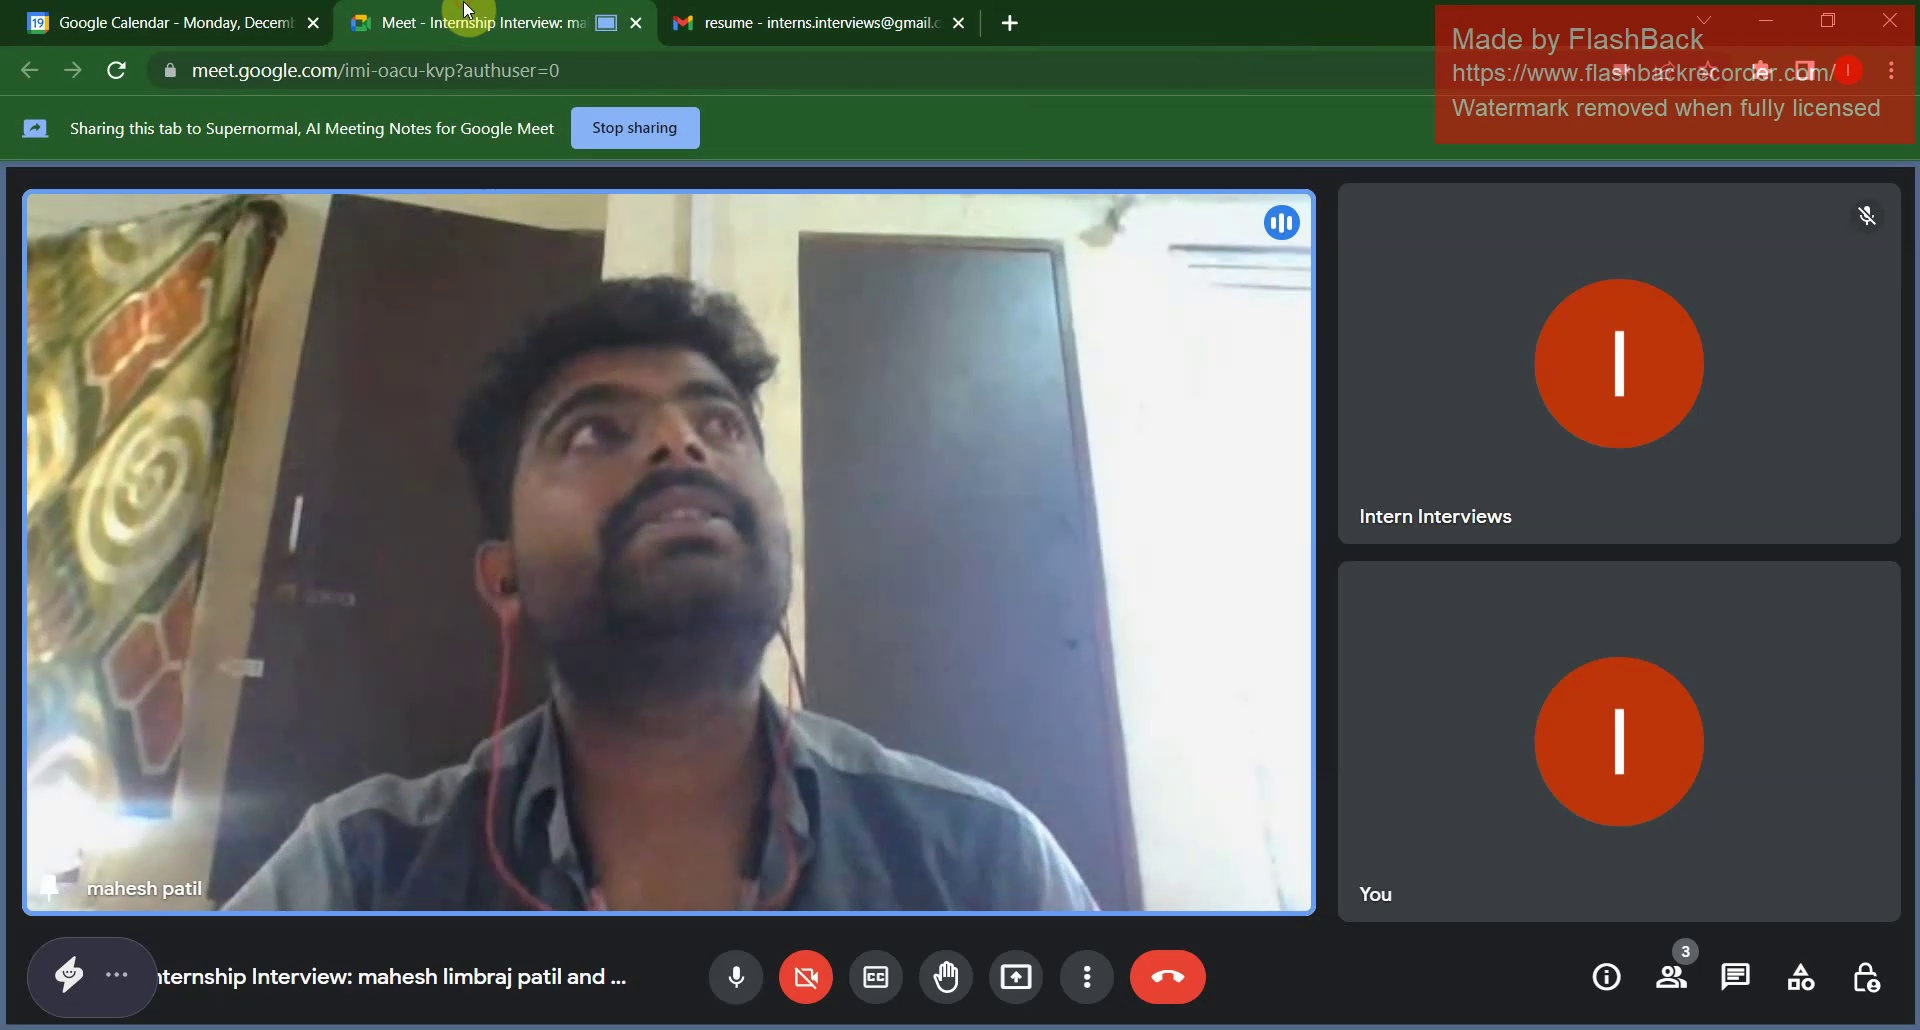 Google Calendar - Monday, Decem
Meet - Internship Interview: ma
resume - interns.interviews@gmail.c
meet.google.com/imi-oacu-kvp?authuser=0
Made by FlashBack
https://www.flashbackrecorder.com/
Watermark removed when fully licensed
Sharing this tab to Supernormal, AI Meeting Notes for Google Meet
Stop sharing
Intern Interviews
mahesh patil
You
nternship Interview: mahesh limbraj patil and ...
3